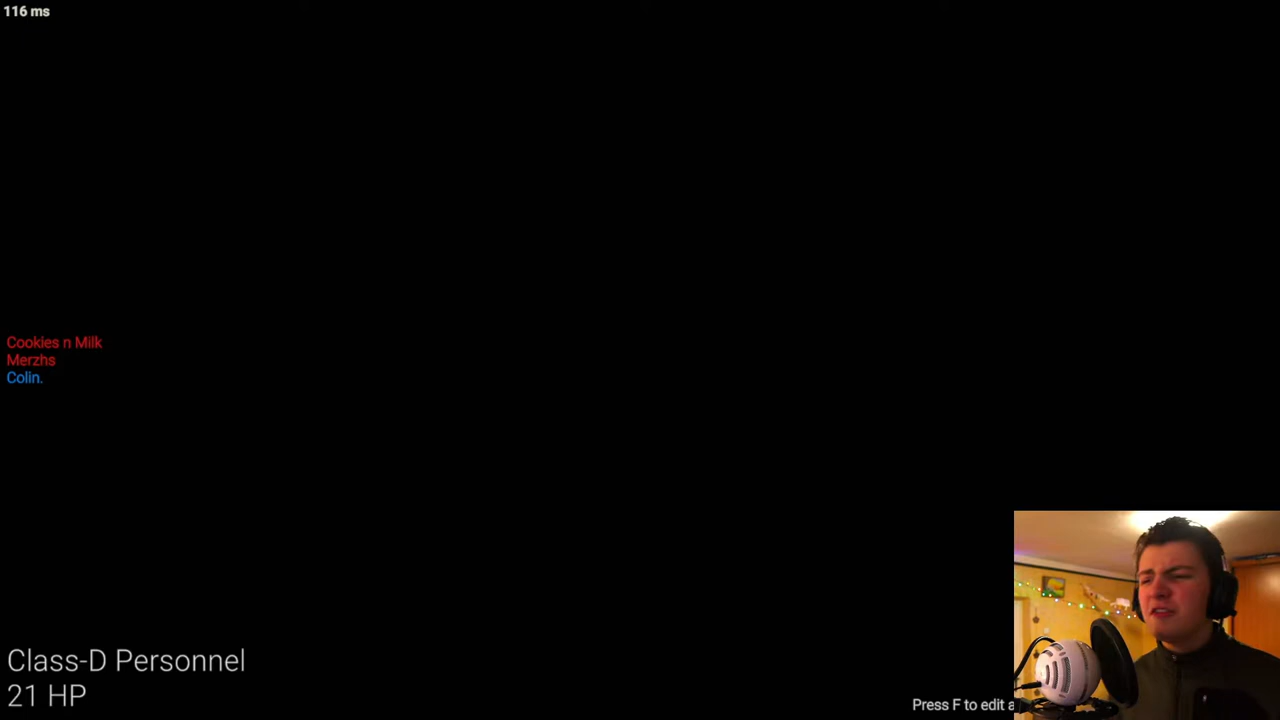 116 ms
Cookies n Milk
Merzhs
Colin.
Class-D Personnel
21 HP
Press F to edit